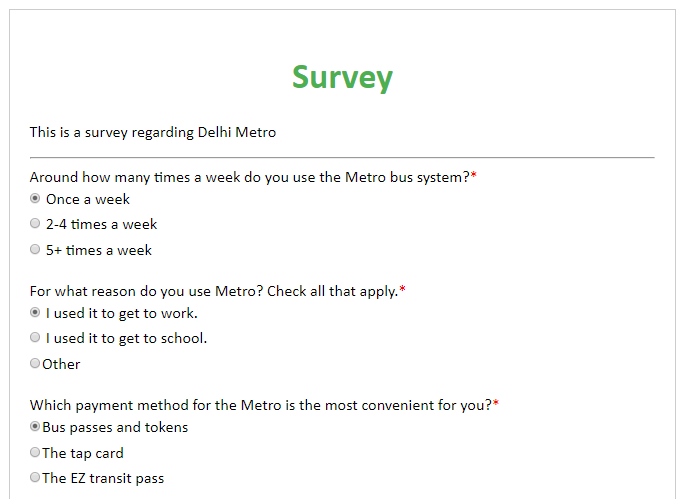 Survey
This is a survey regarding Delhi Metro
Around how many times a week do you use the Metro bus system?*
Once a week
2-4 times a week
5+ times a week
For what reason do you use Metro? Check all that apply.*
I used it to get to work.
I used it to get to school.
Other
Which payment method for the Metro is the most convenient for you?*
Bus passes and tokens
The tap card
The EZ transit pass